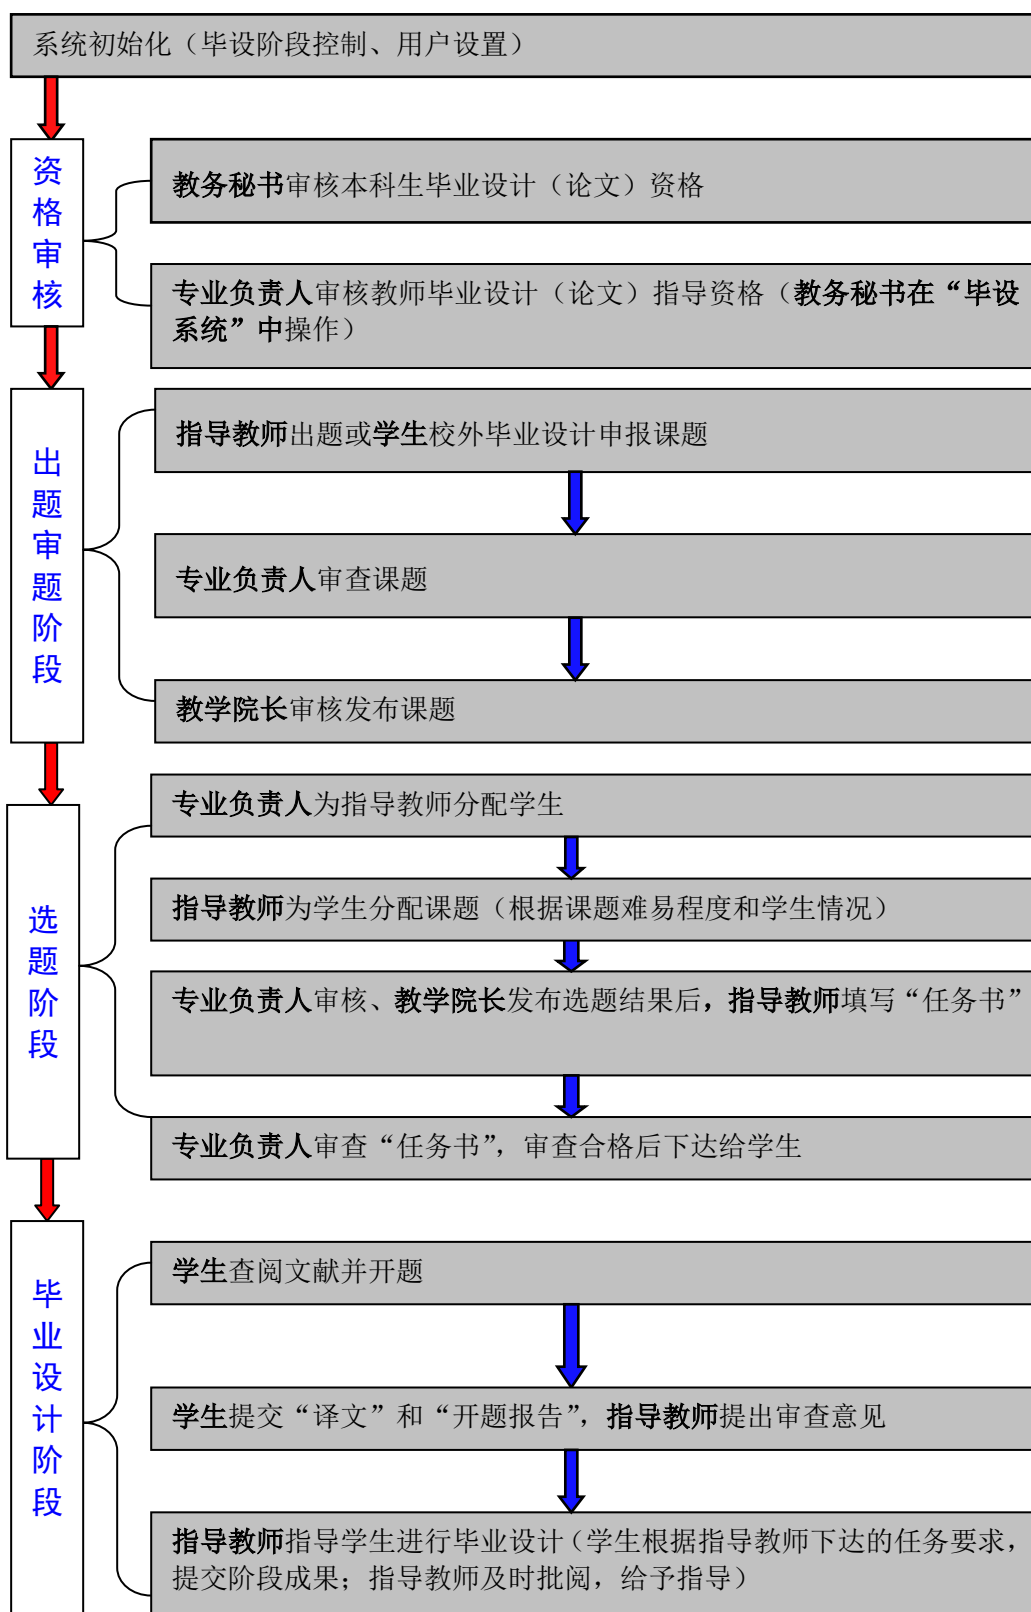 系统初始化（毕设阶段控制、用户设置）
资格审核
教务秘书审核本科生毕业设计（论文）资格
专业负责人审核教师毕业设计（论文）指导资格（教务秘书在“毕设
系统”中操作）
出题审题阶段
指导教师出题或学生校外毕业设计申报课题
专业负责人审查课题
教学院长审核发布课题
选题阶段
专业负责人为指导教师分配学生
指导教师为学生分配课题（根据课题难易程度和学生情况）
专业负责人审核、教学院长发布选题结果后，指导教师填写“任务书”
专业负责人审查“任务书”，审查合格后下达给学生
毕业设计阶段
学生查阅文献并开题
学生提交“译文”和“开题报告”，指导教师提出审查意见
指导教师指导学生进行毕业设计（学生根据指导教师下达的任务要求，
提交阶段成果；指导教师及时批阅，给予指导）